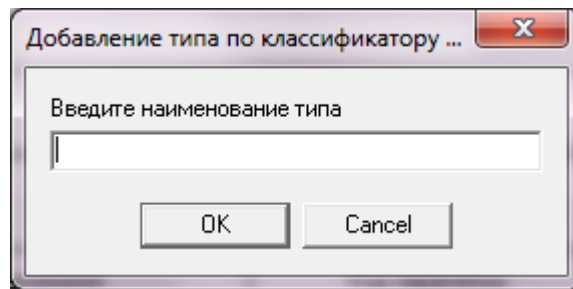 Добавление типа по классификатору ...
Введите наименование типа
OK
Cancel